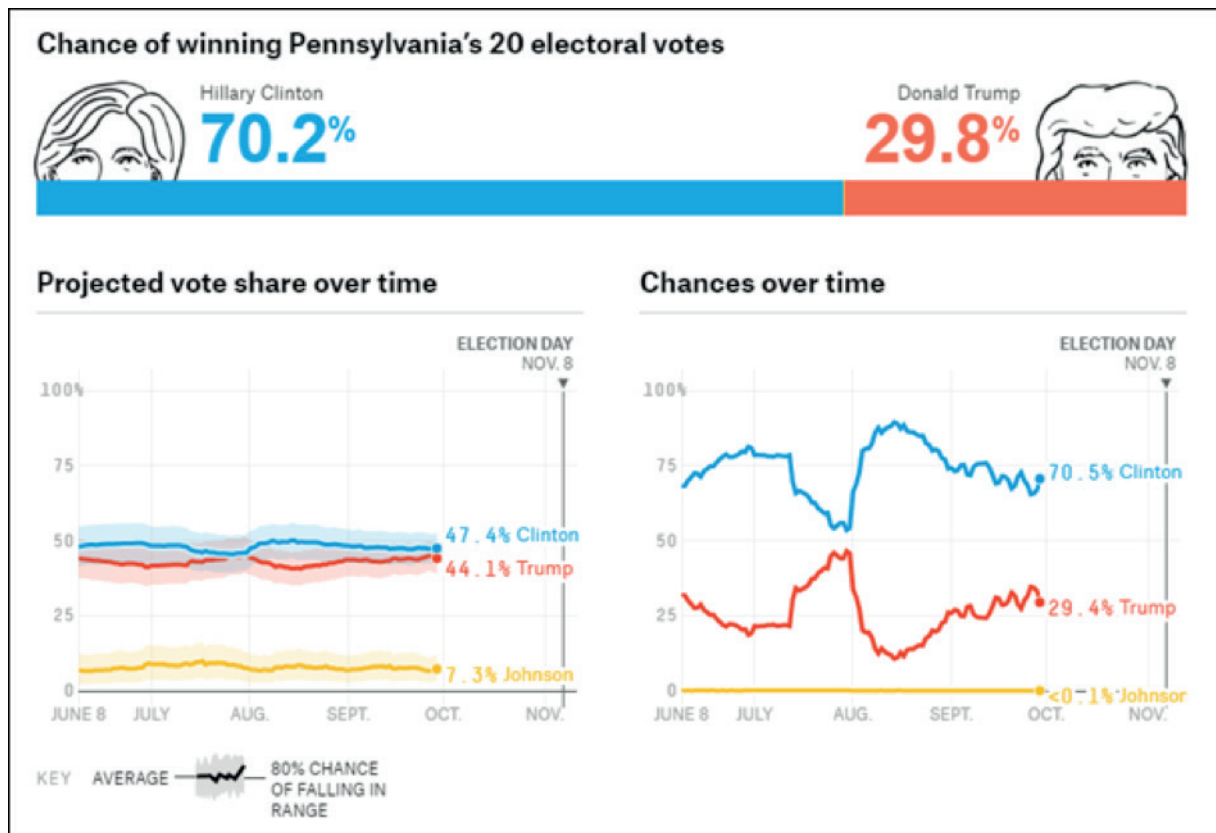 Chance of winning Pennsylvania's 20 electoral votes
Hillary Clinton
70.2%
Donald Trump
29.8%
Projected vote share over time
ELECTION DAY
NOV. 8
100%
75
50
25
0
47.4% Clinton
44.1% Trump
7.3% Johnson
JUNE 8 JULY AUG. SEPT. OCT. NOV.
Chances over time
ELECTION DAY
NOV. 8
100%
75
50
25
0
70.5% Clinton
29.4% Trump
<0.1% Johnson
JUNE 8 JULY AUG. SEPT. OCT. NOV.
KEY AVERAGE 80% CHANCE
OF FALLING IN
RANGE